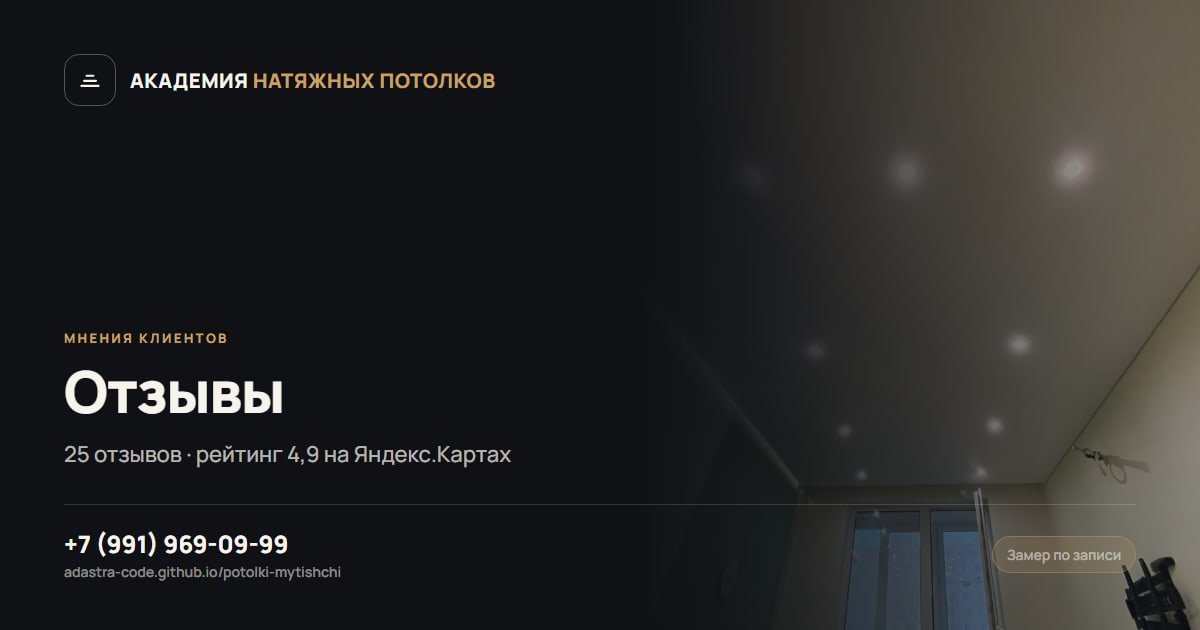 АКАДЕМИЯ НАТЯЖНЫХ ПОТОЛКОВ
МНЕНИЯ КЛИЕНТОВ
Отзывы
25 отзывов · рейтинг 4,9 на Яндекс.Картах
+7 (991) 969-09-99
adastra-code.github.io/potolki-mytishchi
Замер по записи